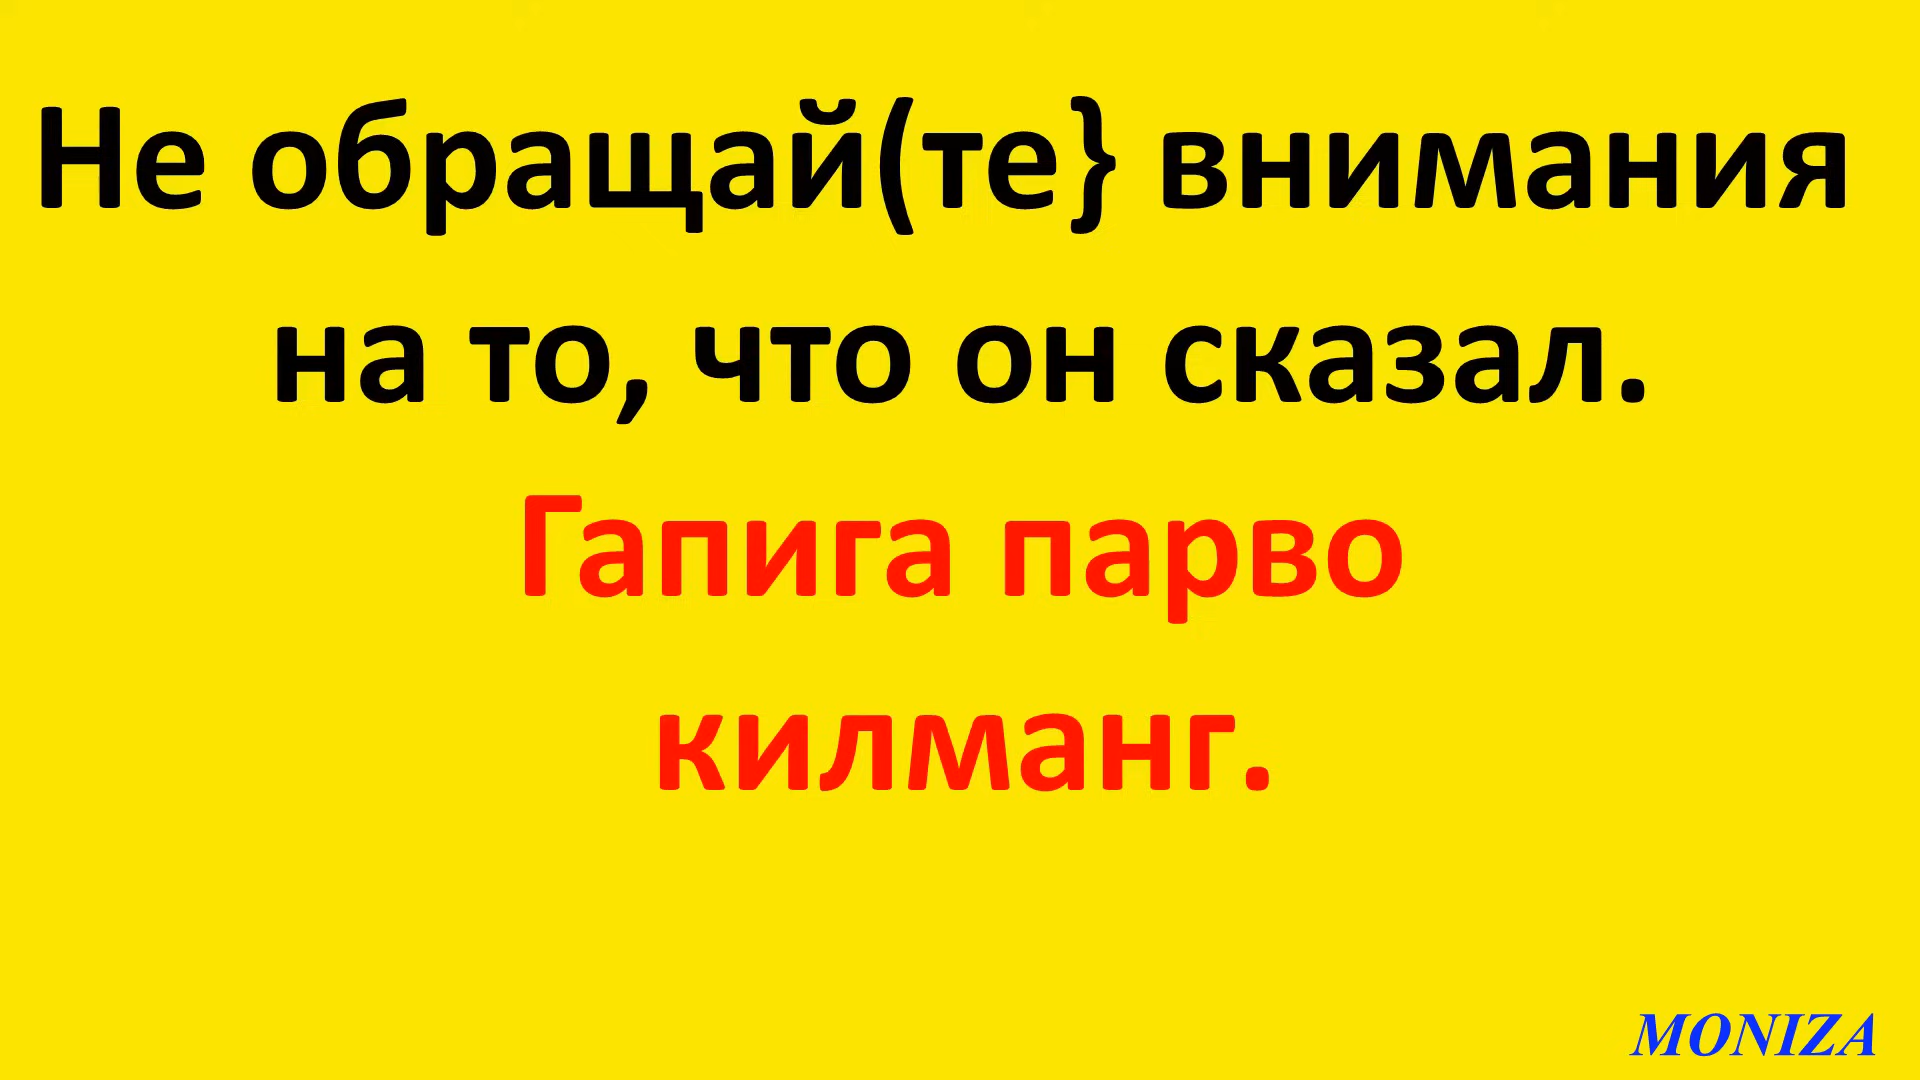 Не обращай(те} внимания
на то, что он сказал.
Гапига парво
килманг.
MONIZA